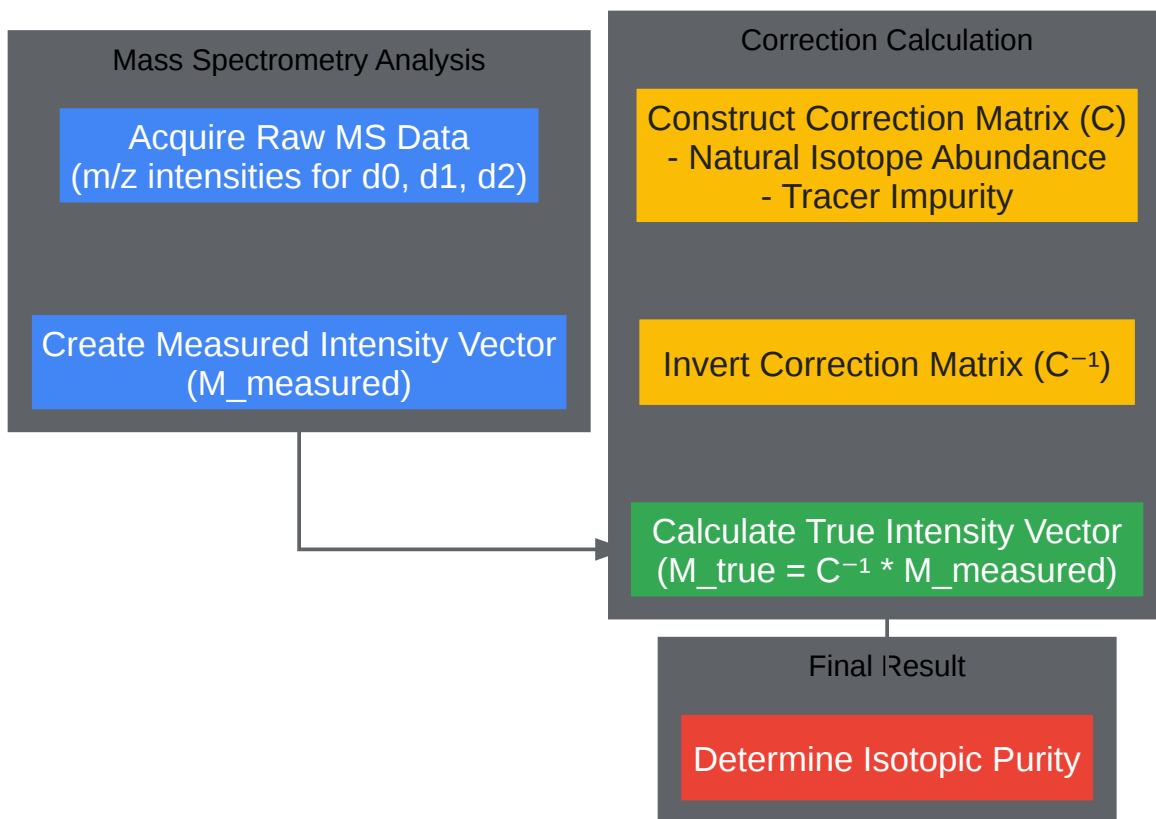 Mass Spectrometry Analysis
Acquire Raw MS Data
(m/z intensities for d0, d1, d2)
Create Measured Intensity Vector
(M_measured)
Correction Calculation
Construct Correction Matrix (C)
- Natural Isotope Abundance
- Tracer Impurity
Invert Correction Matrix (C⁻¹)
Calculate True Intensity Vector
(M_true = C⁻¹ * M_measured)
Final Result
Determine Isotopic Purity